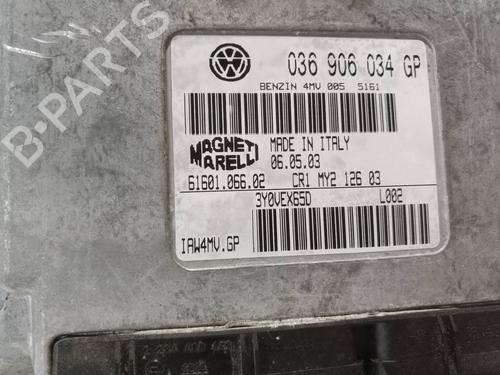 B-PARTS
036 906 034 GP
BENZIN 4MV 005 5161
MAGNETI MARELLI
MADE IN ITALY
06.05.03
61601.066.02 CR1 MY2 126 03
3Y0VEX65D L002
IAW4MV.GP